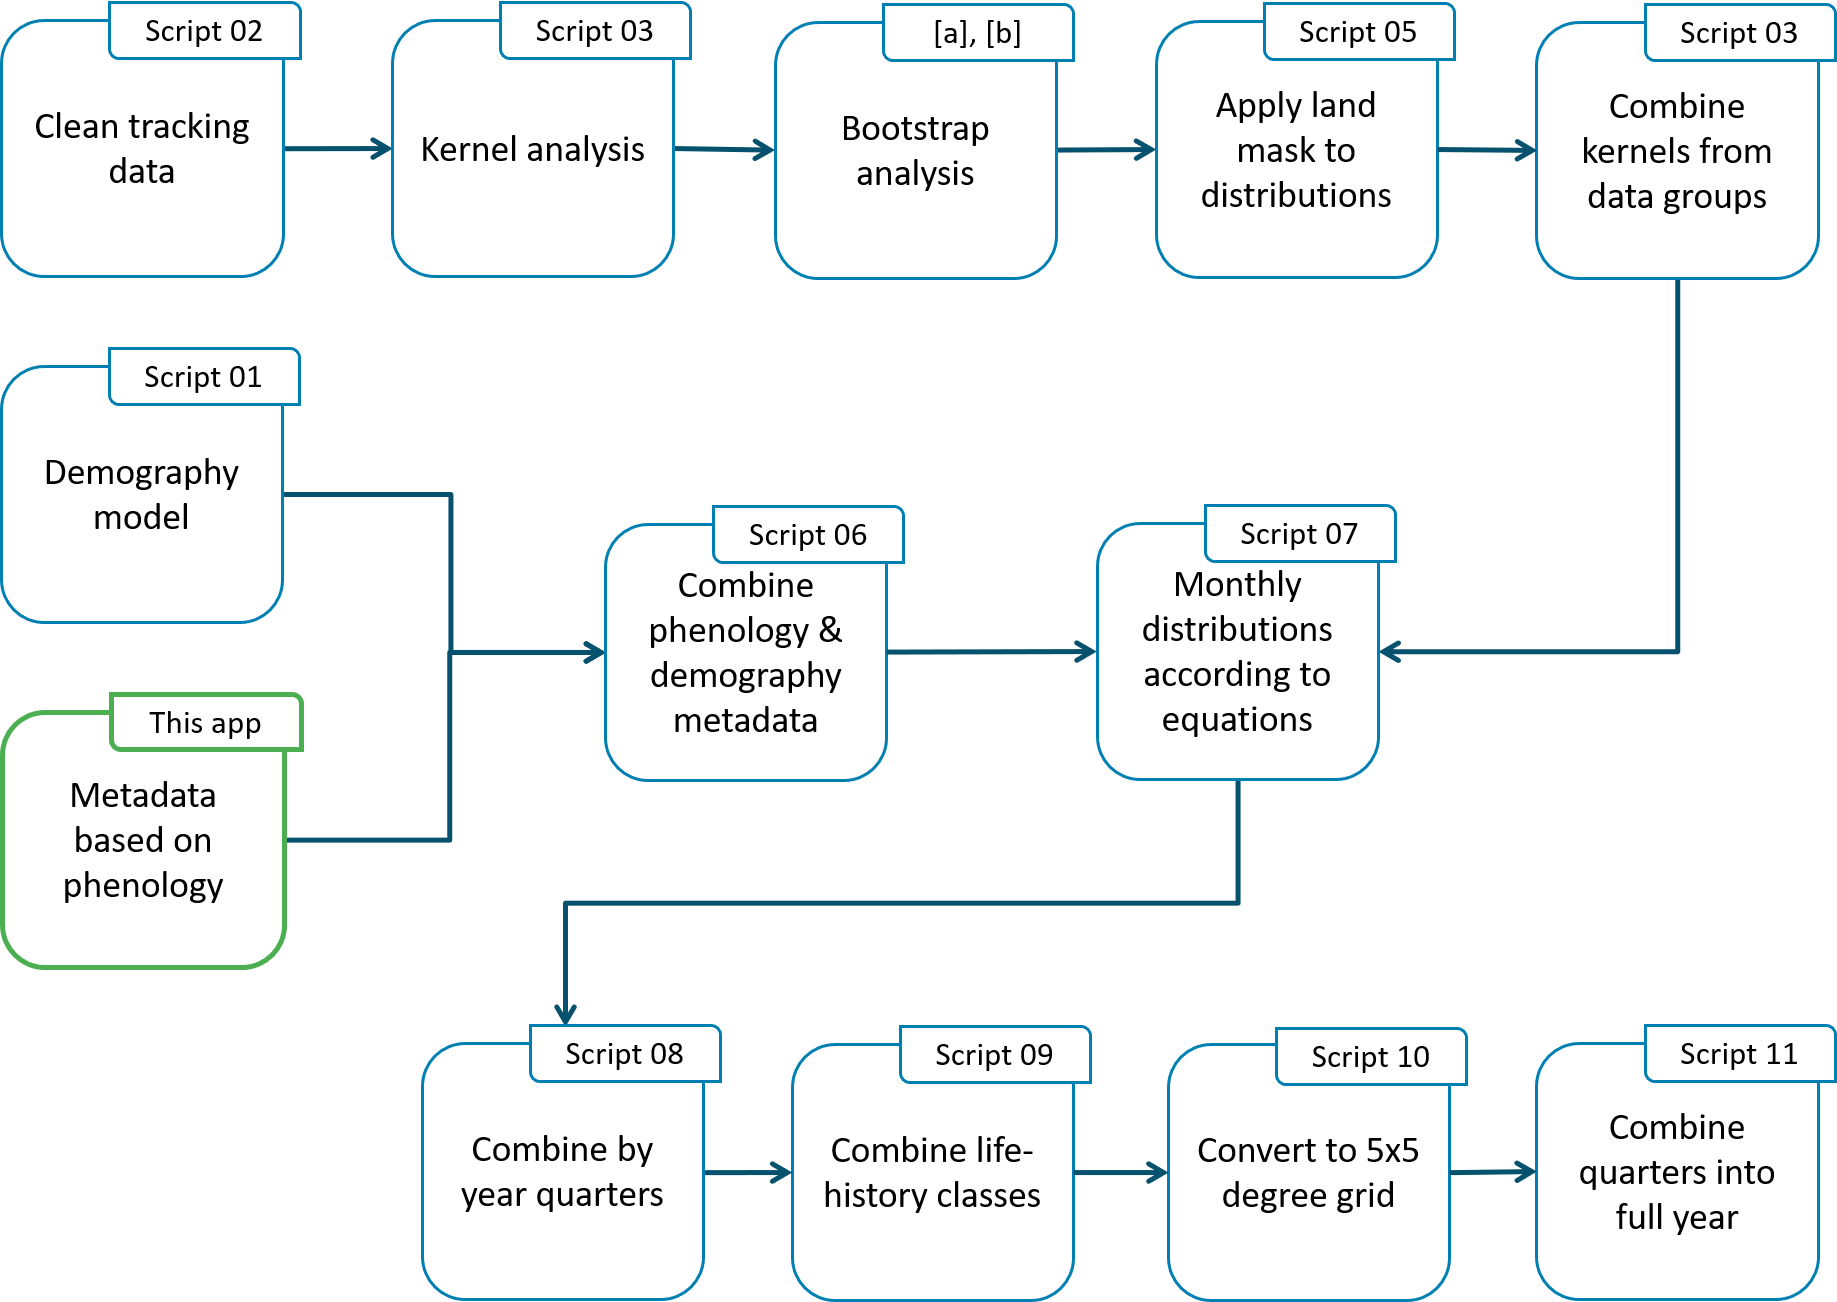 Script 02
Clean tracking
data
Script 03
Kernel analysis
[a], [b]
Bootstrap
analysis
Script 05
Apply land
mask to
distributions
Script 03
Combine
kernels from
data groups
Script 01
Demography
model
This app
Metadata
based on
phenology
Script 06
Combine
phenology &
demography
metadata
Script 07
Monthly
distributions
according to
equations
Script 08
Combine by
year quarters
Script 09
Combine life-
history classes
Script 10
Convert to 5x5
degree grid
Script 11
Combine
quarters into
full year